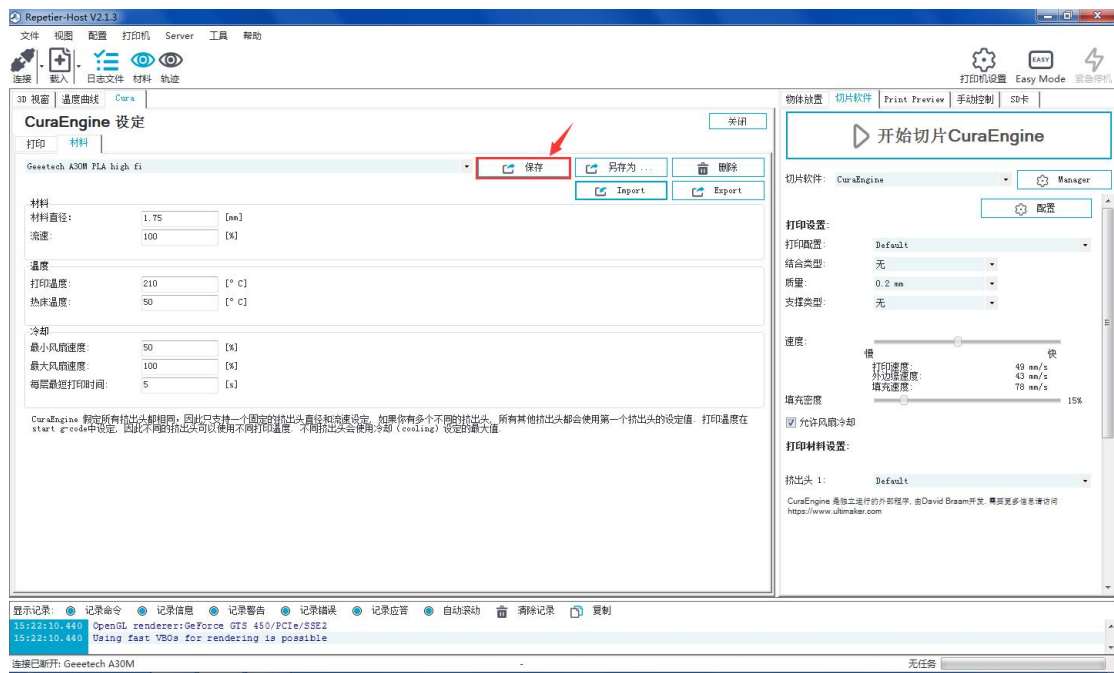 Repetier-Host V2.1.3
文件 视图 配置 打印机 Server 工具 帮助
连接 载入 日志文件 材料 轨迹 打印机设置 EASY Easy Mode 紧急停机
3D 视窗 温度曲线 Cura
物体放置 切片软件 Print Preview 手动控制 SD卡
CuraEngine 设定 关闭
打印 材料
Geeetech A30M PLA high fi 保存 另存为 ... 删除
Import Export
材料
材料直径: 1.75 [mm]
流速: 100 [%]
温度
打印温度: 210 [° C]
热床温度: 50 [° C]
冷却
最小风扇速度: 50 [%]
最大风扇速度: 100 [%]
每层最短打印时间: 5 [s]
CuraEngine 假定所有挤出头都相同，因此只支持一个固定的挤出头直径和流速设定. 如果你有多个不同的挤出头, 所有其他挤出头都会使用第一个挤出头的设定值. 打印温度在
start g-code中设定, 因此不同的挤出头可以使用不同打印温度. 不同挤出头会使用冷却 (cooling) 设定的最大值.
开始切片CuraEngine
切片软件: CuraEngine Manager
配置
打印设置:
打印配置: Default
结合类型: 无
质量: 0.2 mm
支撑类型: 无
速度:
慢 快
打印速度: 49 mm/s
外边缘速度: 43 mm/s
填充速度: 78 mm/s
填充密度 15%
允许风扇冷却
打印材料设置:
挤出头 1: Default
CuraEngine 是独立运行的外部程序, 由David Braam开发. 需要更多信息请访问
https://www.ultimaker.com
显示记录: 记录命令 记录信息 记录警告 记录错误 记录应答 自动滚动 清除记录 复制
15:22:10.440 OpenGL renderer:GeForce GTS 450/PCIe/SSE2
15:22:10.440 Using fast VBOs for rendering is possible
连接已断开: Geeetech A30M - 无任务